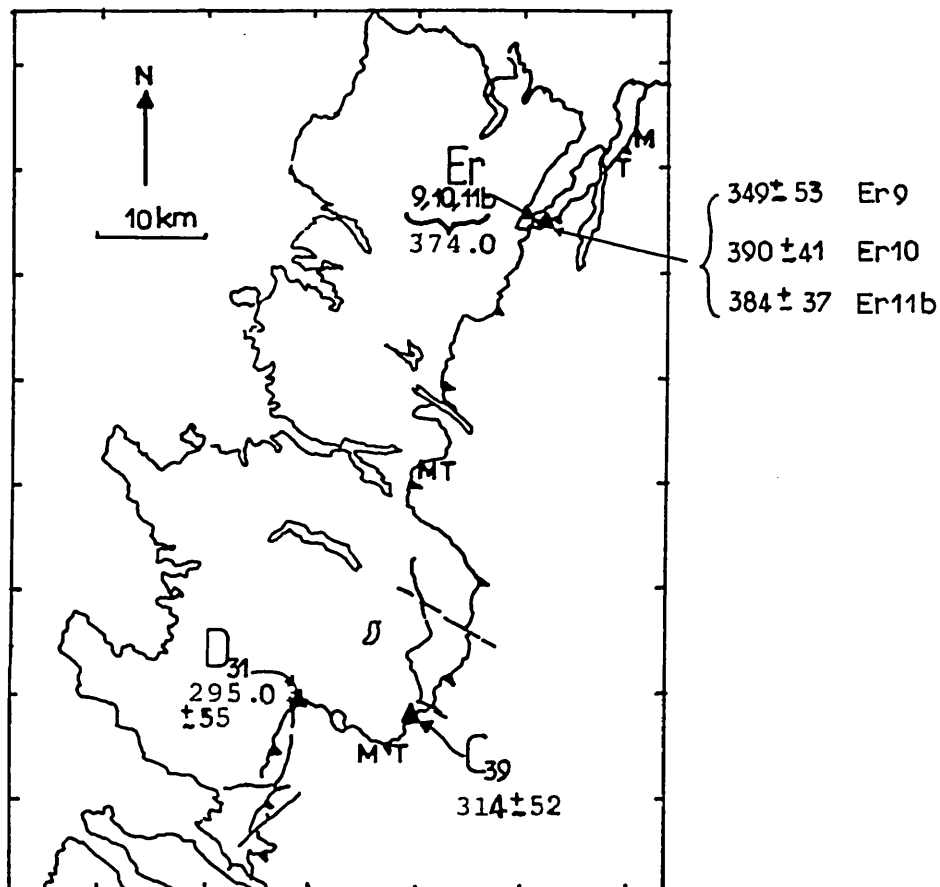 N
10km
Er
9,10,11b
374.0
M
T
349±53 Er9
390±41 Er10
384±37 Er11b
MT
D31
295.0
±55
MT
C39
314±52